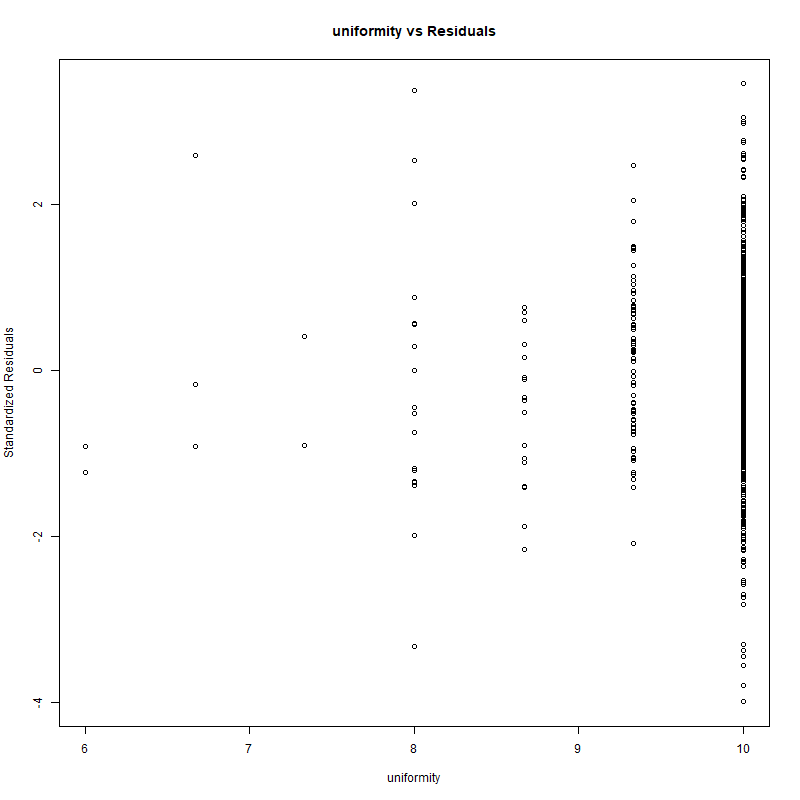 uniformity vs Residuals
Standardized Residuals
2
0
-2
-4
6 7 8 9 10
uniformity